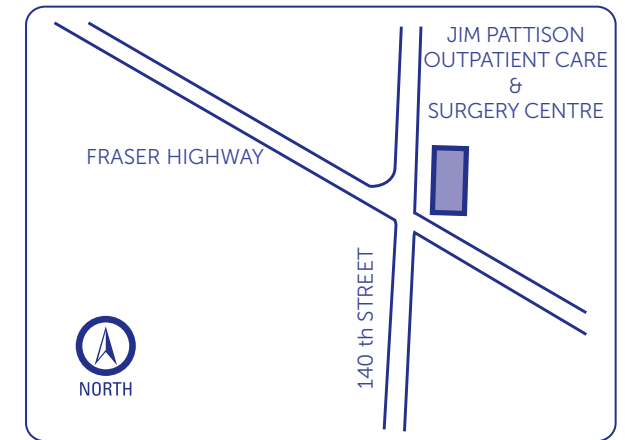 JIM PATTISON
OUTPATIENT CARE
&
SURGERY CENTRE
FRASER HIGHWAY
140 th STREET
NORTH